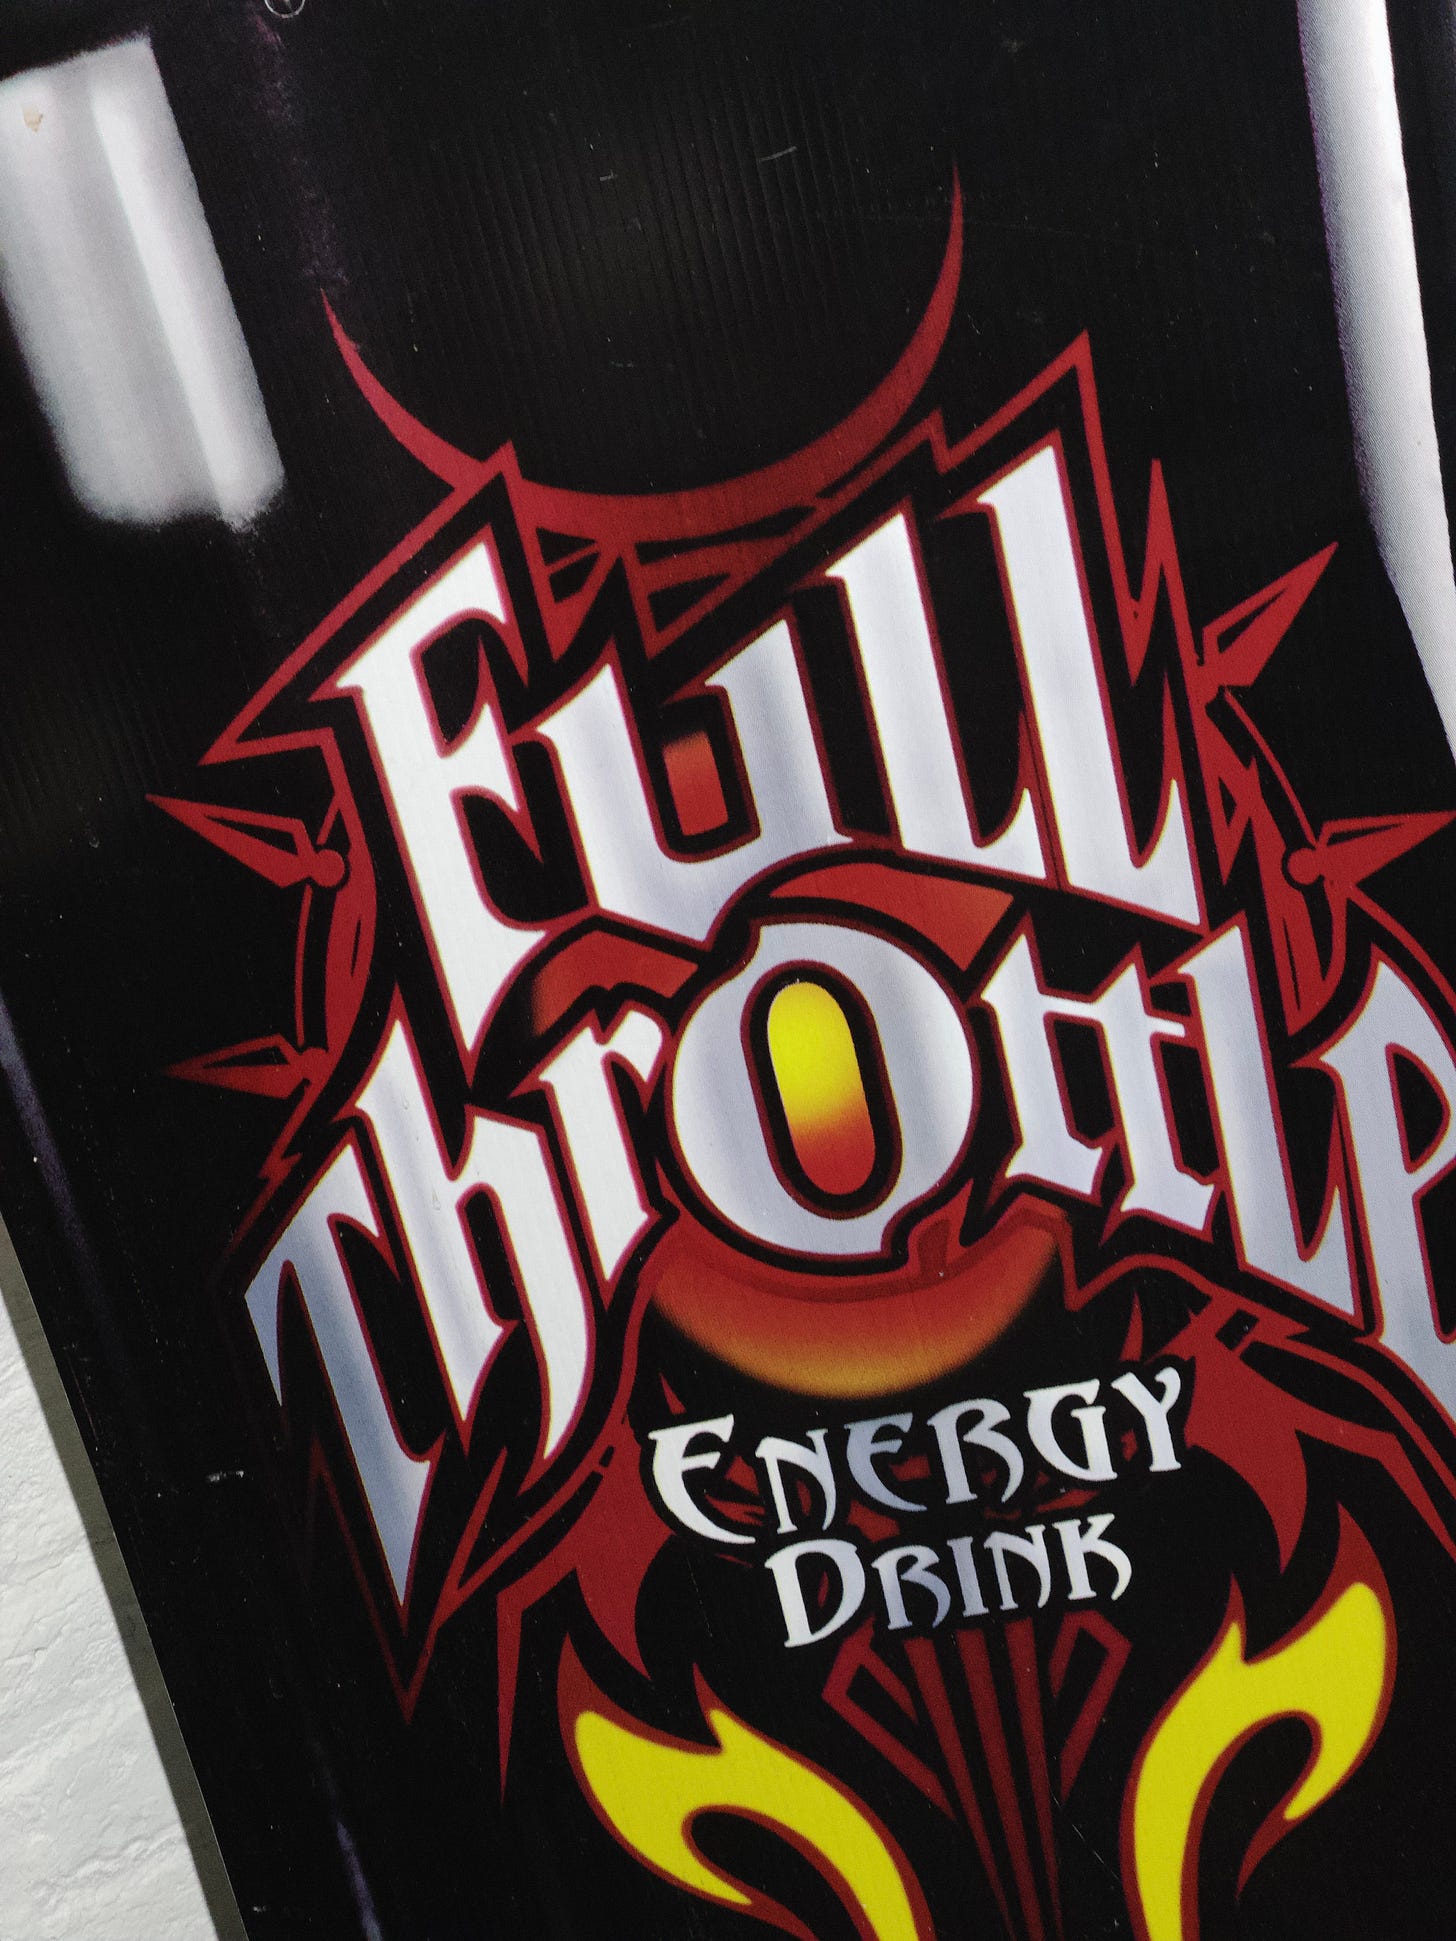 Full
Throttle
Energy
Drink